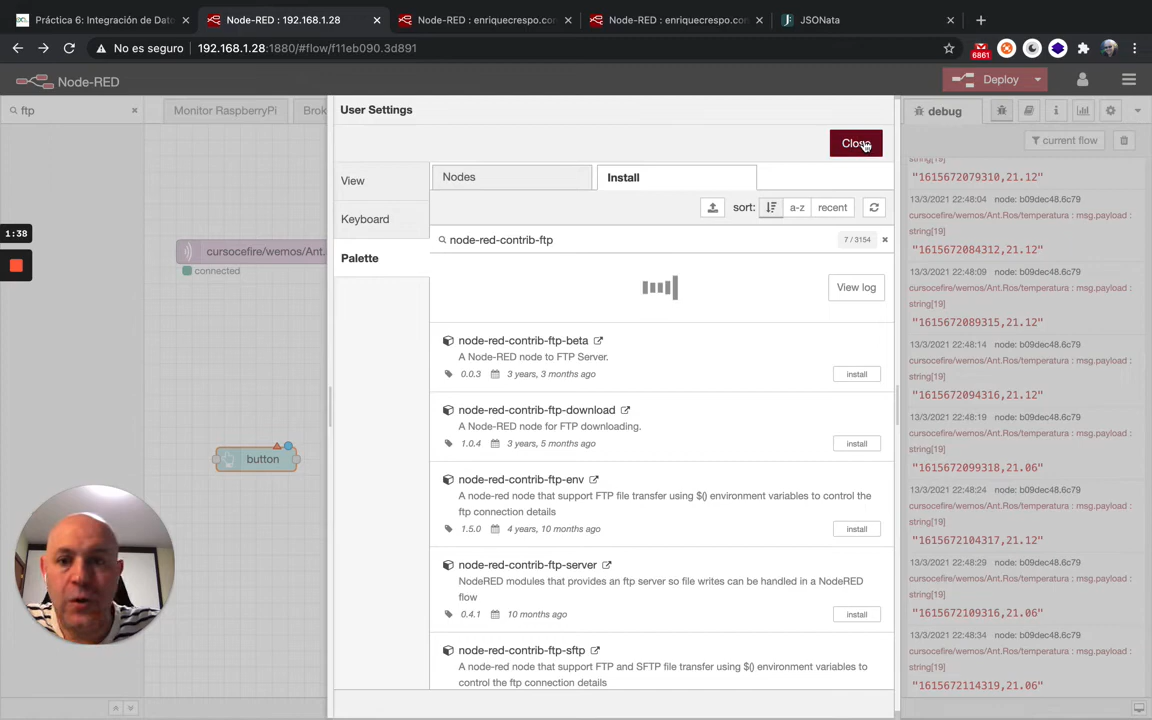 Práctica 6: Integración de Dato
Node-RED : 192.168.1.28
Node-RED : enriquecrespo.com
Node-RED : enriquecrespo.com
JSONata
No es seguro
192.168.1.28:1880/#flow/f11eb090.3d891
6861
Node-RED
Deploy
ftp
Monitor RaspberryPi
Brok
User Settings
debug
current flow
Close
View
Keyboard
Palette
Nodes
Install
sort:
a-z
recent
node-red-contrib-ftp
7 / 3154
View log
node-red-contrib-ftp-beta
A Node-RED node to FTP Server.
0.0.3
3 years, 3 months ago
install
node-red-contrib-ftp-download
A Node-RED node for FTP downloading.
1.0.4
3 years, 5 months ago
install
node-red-contrib-ftp-env
A node-red node that support FTP file transfer using $() environment variables to control the
ftp connection details
1.5.0
4 years, 10 months ago
install
node-red-contrib-ftp-server
NodeRED modules that provides an ftp server so file writes can be handled in a NodeRED
flow
0.4.1
10 months ago
install
node-red-contrib-ftp-sftp
A node-red node that support FTP and SFTP file transfer using $() environment variables to
control the ftp connection details
1:38
cursocefire/wemos/Ant.
connected
button
string[19]
"1615672079310,21.12"
13/3/2021 22:48:04 node: b09dec48.6c79
cursocefire/wemos/Ant.Ros/temperatura : msg.payload :
string[19]
"1615672084312,21.12"
13/3/2021 22:48:09 node: b09dec48.6c79
cursocefire/wemos/Ant.Ros/temperatura : msg.payload :
string[19]
"1615672089315,21.12"
13/3/2021 22:48:14 node: b09dec48.6c79
cursocefire/wemos/Ant.Ros/temperatura : msg.payload :
string[19]
"1615672094316,21.12"
13/3/2021 22:48:19 node: b09dec48.6c79
cursocefire/wemos/Ant.Ros/temperatura : msg.payload :
string[19]
"1615672099318,21.06"
13/3/2021 22:48:24 node: b09dec48.6c79
cursocefire/wemos/Ant.Ros/temperatura : msg.payload :
string[19]
"1615672104317,21.12"
13/3/2021 22:48:29 node: b09dec48.6c79
cursocefire/wemos/Ant.Ros/temperatura : msg.payload :
string[19]
"1615672109316,21.06"
13/3/2021 22:48:34 node: b09dec48.6c79
cursocefire/wemos/Ant.Ros/temperatura : msg.payload :
string[19]
"1615672114319,21.06"